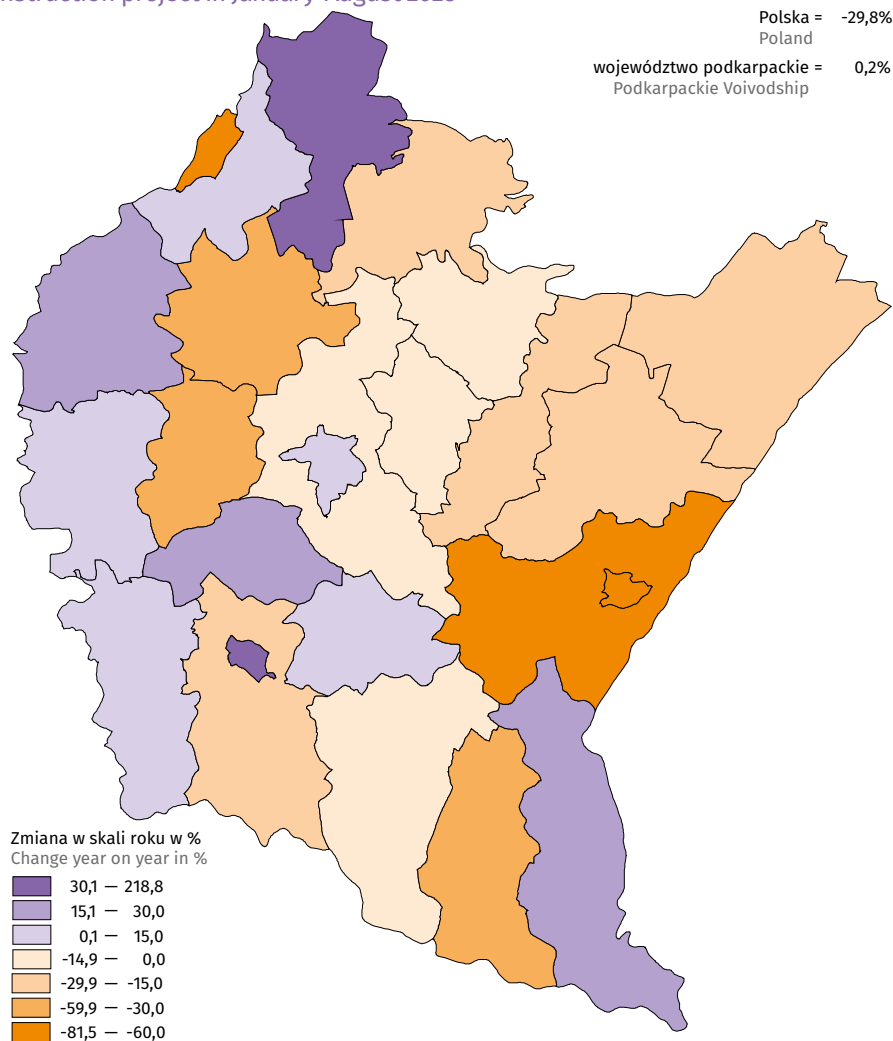 Polska = -29,8%
Poland
województwo podkarpackie = 0,2%
Podkarpackie Voivodship
Zmiana w skali roku w %
Change year on year in %
30,1 — 218,8
15,1 — 30,0
0,1 — 15,0
-14,9 — 0,0
-29,9 — -15,0
-59,9 — -30,0
-81,5 — -60,0